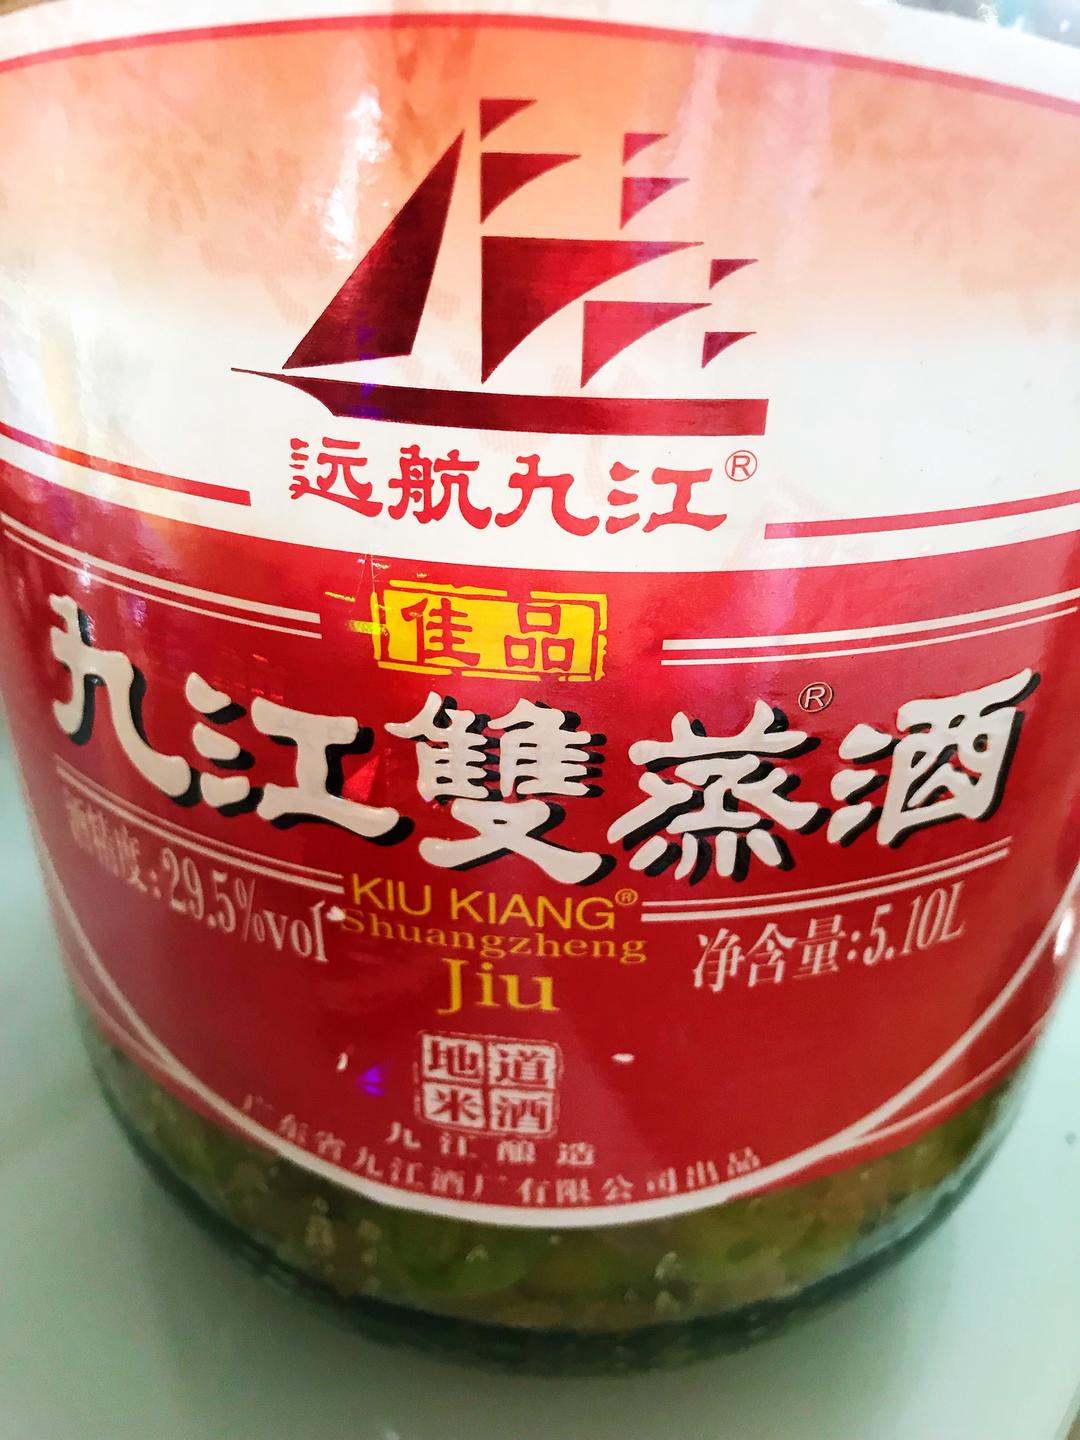 远航九江®
佳品
九江雙蒸®酒
酒精度:29.5%vol
KIU KIANG®
Shuangzheng
Jiu
净含量:5.10L
地道
米酒
九江酿造
广东省九江酒厂有限公司出品